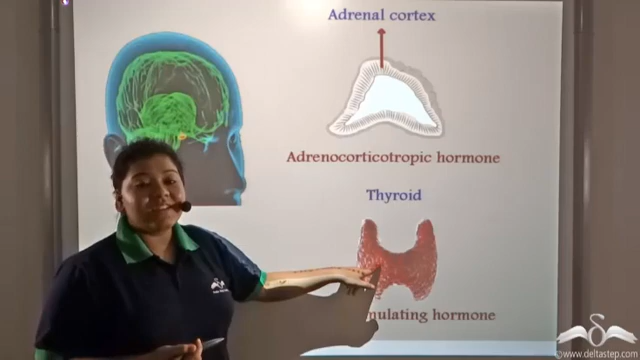 Adrenal cortex
Adrenocorticotropic hormone
Thyroid
mulating hormone
www.deltastep.com